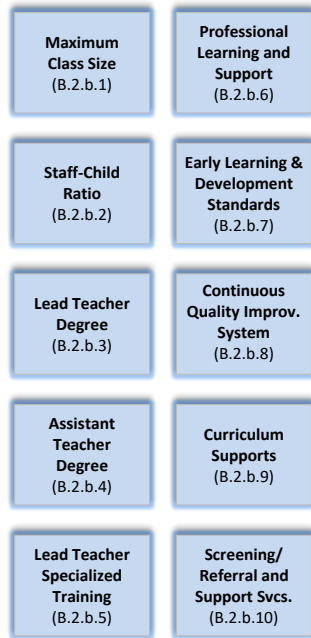 Maximum
Class Size
(B.2.b.1)
Professional
Learning and
Support
(B.2.b.6)
Staff-Child
Ratio
(B.2.b.2)
Early Learning &
Development
Standards
(B.2.b.7)
Lead Teacher
Degree
(B.2.b.3)
Continuous
Quality Improv.
System
(B.2.b.8)
Assistant
Teacher
Degree
(B.2.b.4)
Curriculum
Supports
(B.2.b.9)
Lead Teacher
Specialized
Training
(B.2.b.5)
Screening/
Referral and
Support Svcs.
(B.2.b.10)